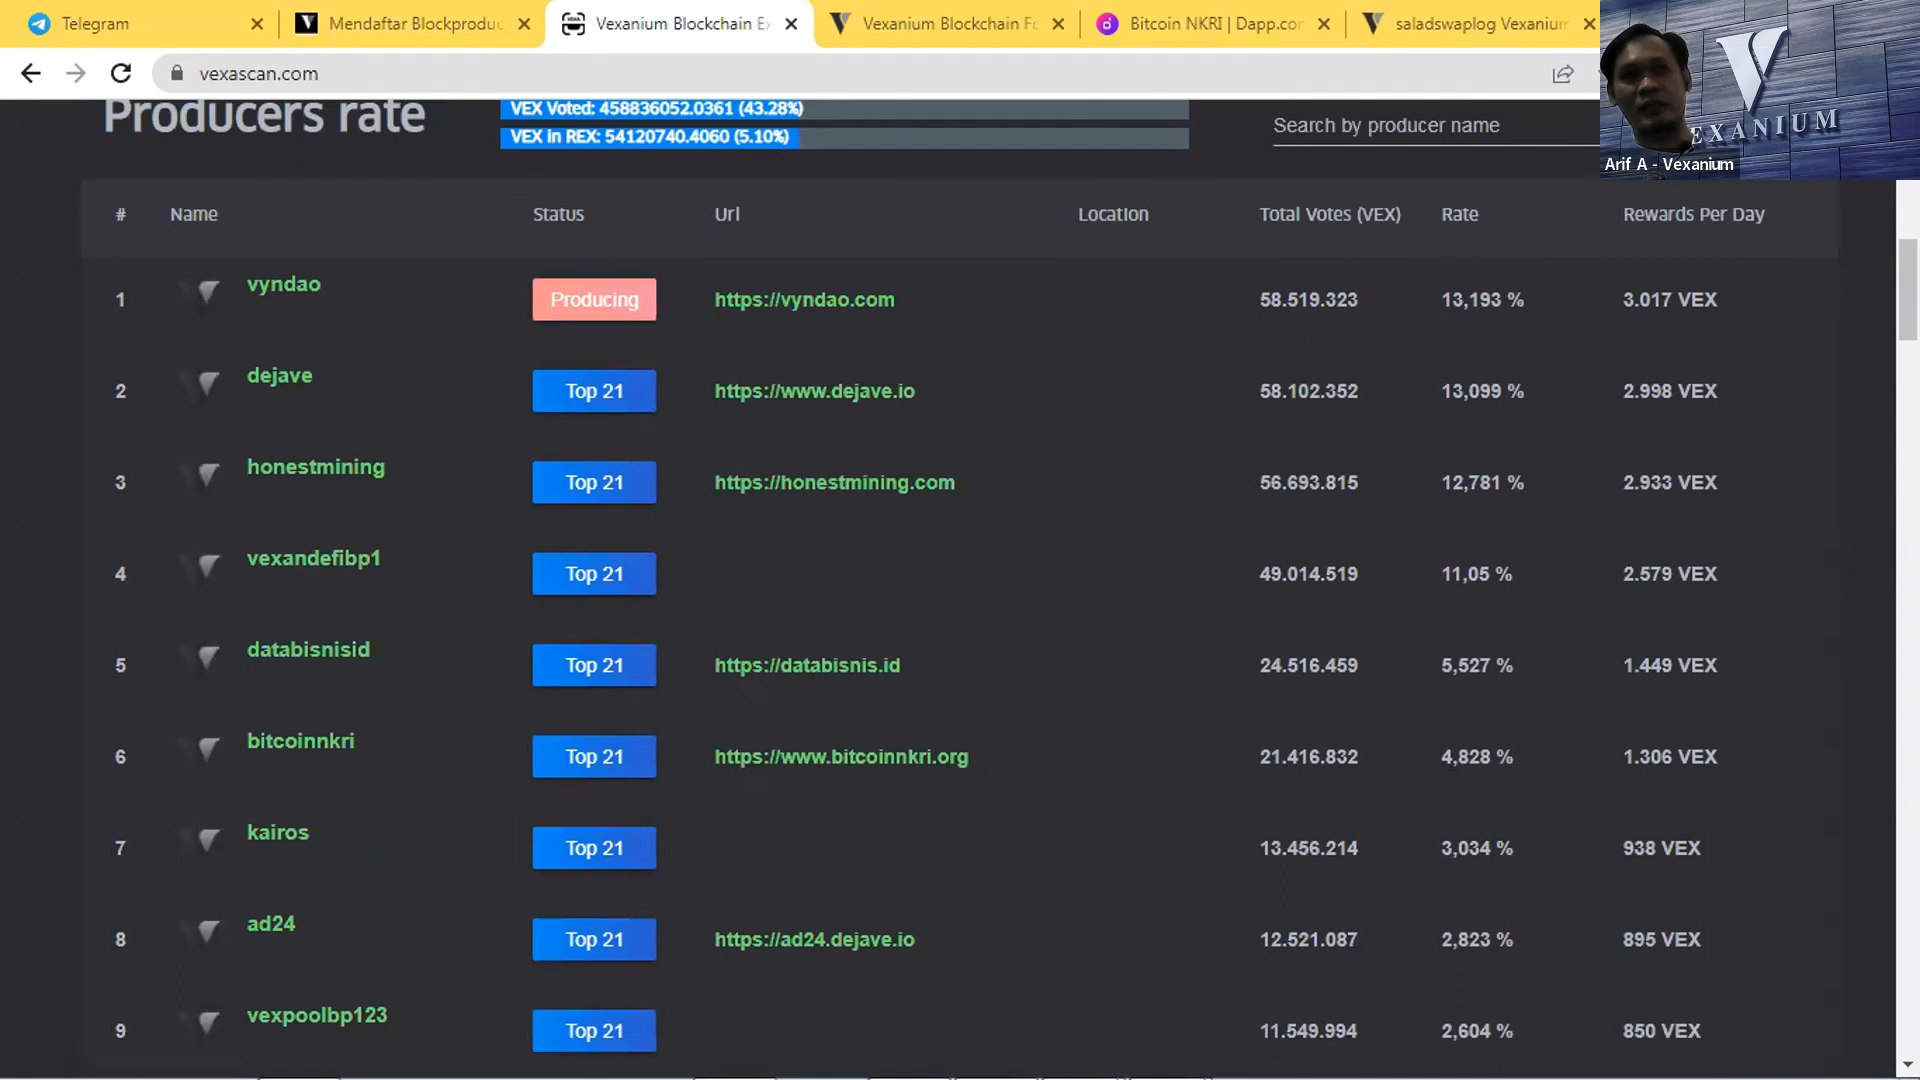 Telegram
Mendaftar Blockproduc
Vexanium Blockchain Ex
Vexanium Blockchain Fo
Bitcoin NKRI | Dapp.con
saladswaplog Vexanium
vexascan.com
VEXANIUM
Arif A - Vexanium
Producers rate
VEX Voted: 458836052.0361 (43.28%)
VEX in REX: 54120740.4060 (5.10%)
Search by producer name
# Name Status Url Location Total Votes (VEX) Rate Rewards Per Day
1 vyndao Producing https://vyndao.com 58.519.323 13,193 % 3.017 VEX
2 dejave Top 21 https://www.dejave.io 58.102.352 13,099 % 2.998 VEX
3 honestmining Top 21 https://honestmining.com 56.693.815 12,781 % 2.933 VEX
4 vexandefibp1 Top 21 49.014.519 11,05 % 2.579 VEX
5 databisnisid Top 21 https://databisnis.id 24.516.459 5,527 % 1.449 VEX
6 bitcoinnkri Top 21 https://www.bitcoinnkri.org 21.416.832 4,828 % 1.306 VEX
7 kairos Top 21 13.456.214 3,034 % 938 VEX
8 ad24 Top 21 https://ad24.dejave.io 12.521.087 2,823 % 895 VEX
9 vexpoolbp123 Top 21 11.549.994 2,604 % 850 VEX